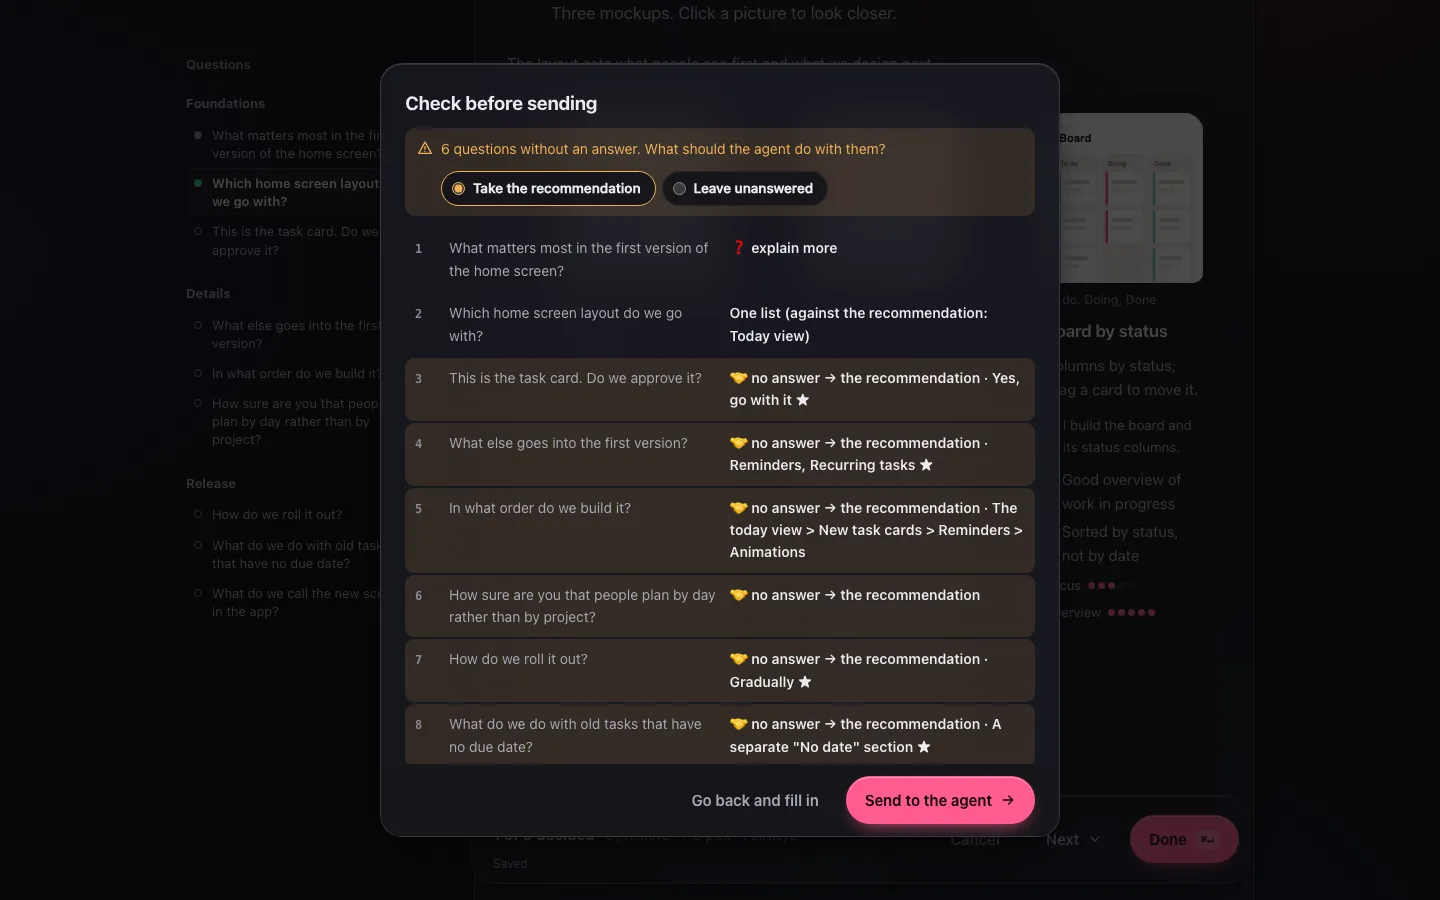 Three mockups. Click a picture to look closer.
Questions
Foundations
What matters most in the fir
version of the home screen?
Which home screen layout
we go with?
This is the task card. Do we
approve it?
Details
What else goes into the first
version?
In what order do we build it?
How sure are you that peop
plan by day rather than by
project?
Release
How do we roll it out?
What do we do with old task
that have no due date?
What do we call the new scr
in the app?
Check before sending
6 questions without an answer. What should the agent do with them?
Take the recommendation
Leave unanswered
1 What matters most in the first version of
the home screen?
❓ explain more
2 Which home screen layout do we go
with?
One list (against the recommendation:
Today view)
3 This is the task card. Do we approve it?
🤝 no answer → the recommendation · Yes,
go with it ★
4 What else goes into the first version?
🤝 no answer → the recommendation ·
Reminders, Recurring tasks ★
5 In what order do we build it?
🤝 no answer → the recommendation · The
today view > New task cards > Reminders >
Animations
6 How sure are you that people plan by day
rather than by project?
🤝 no answer → the recommendation
7 How do we roll it out?
🤝 no answer → the recommendation ·
Gradually ★
8 What do we do with old tasks that have
no due date?
🤝 no answer → the recommendation · A
separate "No date" section ★
Go back and fill in
Send to the agent →
Board
To do Doing Done
do, Doing, Done
oard by status
olumns by status;
ag a card to move it.
I build the board and
its status columns.
Good overview of
work in progress
Sorted by status,
not by date
cus
erview
Cancel
Next
Done
Saved